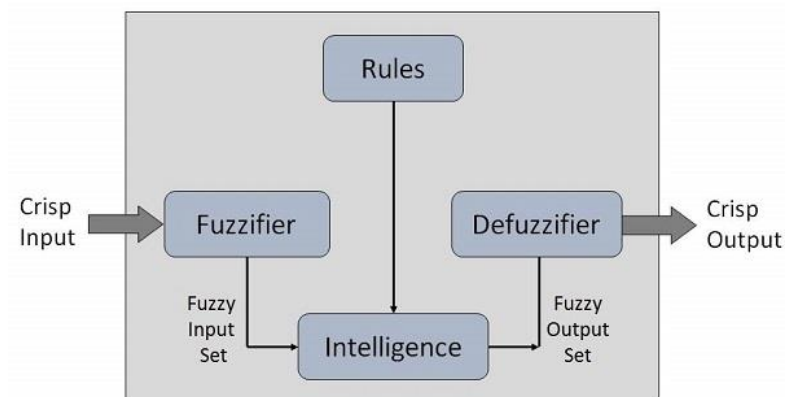 Rules
Crisp
Input
Fuzzifier
Defuzzifier
Crisp
Output
Fuzzy
Input
Set
Intelligence
Fuzzy
Output
Set